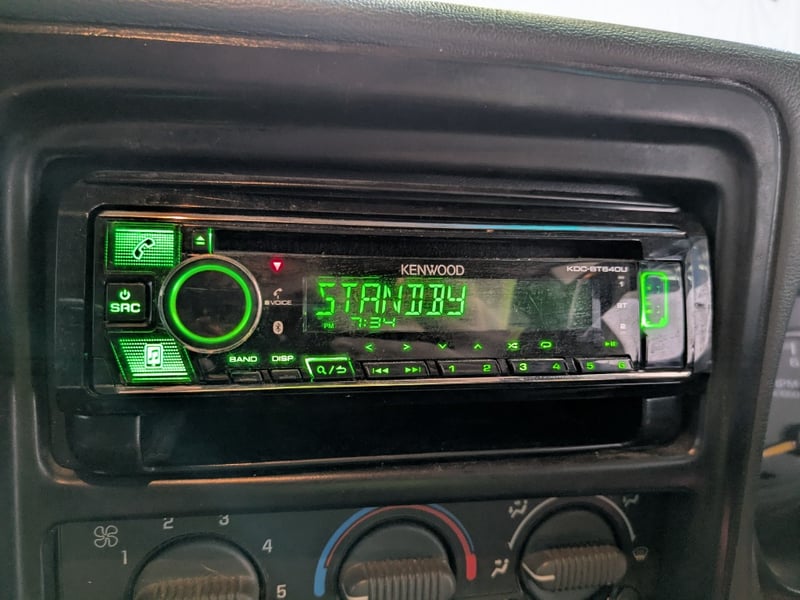 KENWOOD
KDC-BT640U
SRC
VOICE
STANDBY
PM 7:34
BT
BAND DISP
1 2 3 4 5 6
1 2 3 4 5